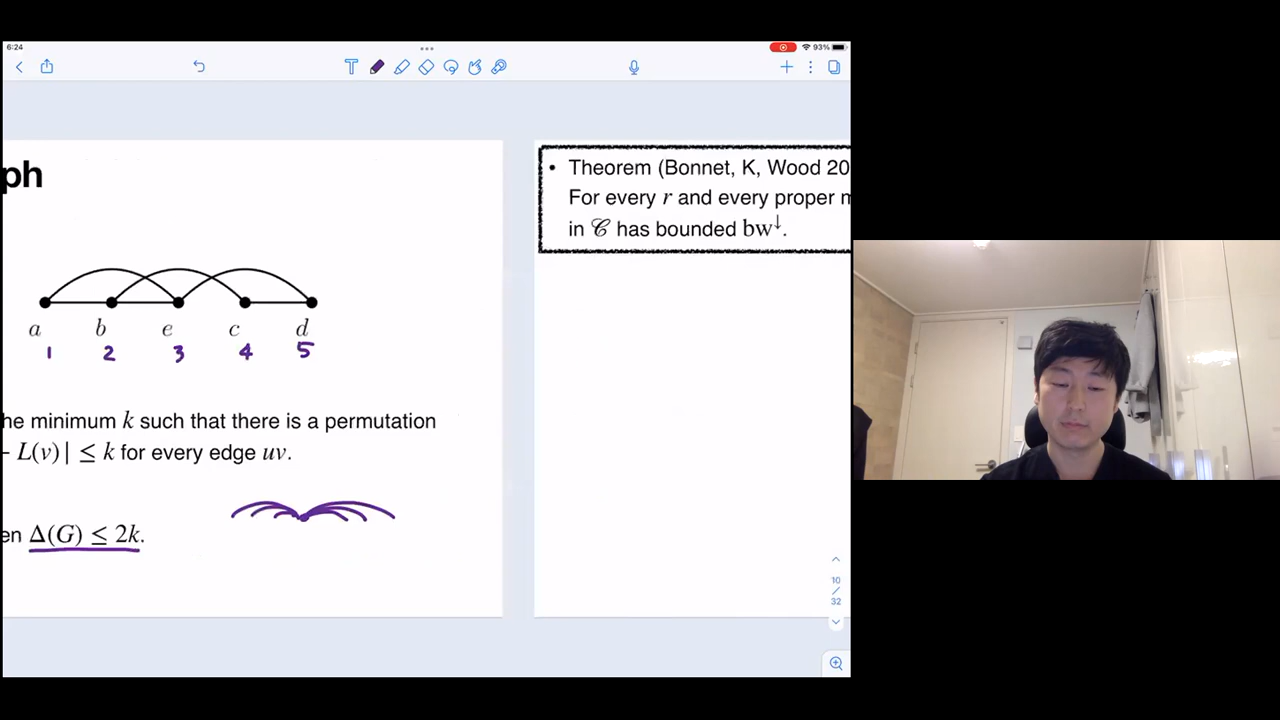 6:24
93%
T
ph
a b e c d
1 2 3 4 5
he minimum k such that there is a permutation
- L(v)| ≤ k for every edge uv.
en Δ(G) ≤ 2k.
• Theorem (Bonnet, K, Wood 20
For every r and every proper m
in 𝒞 has bounded bw↓.
10
/
32